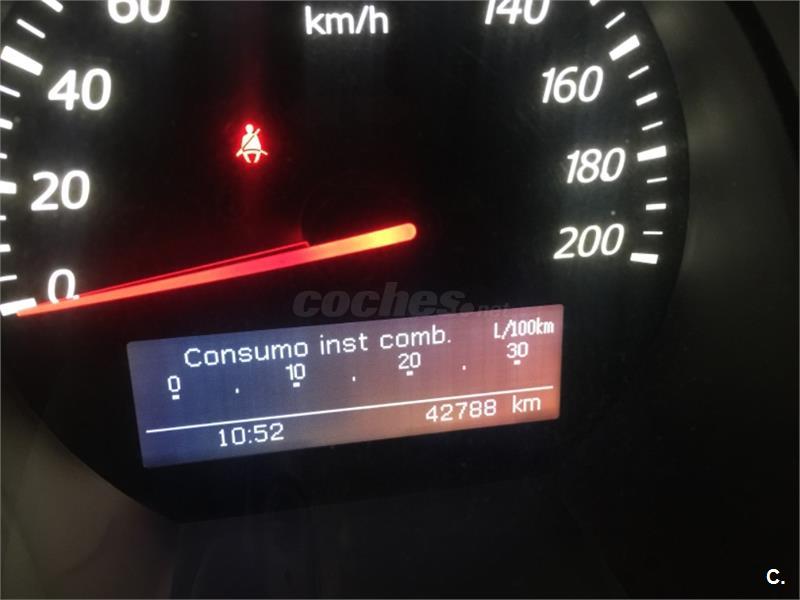 60
km/h
140
40
160
20
180
0
200
coches.net
Consumo inst comb.
L/100km
0 . 10 . 20 . 30
10:52
42788 km
C.